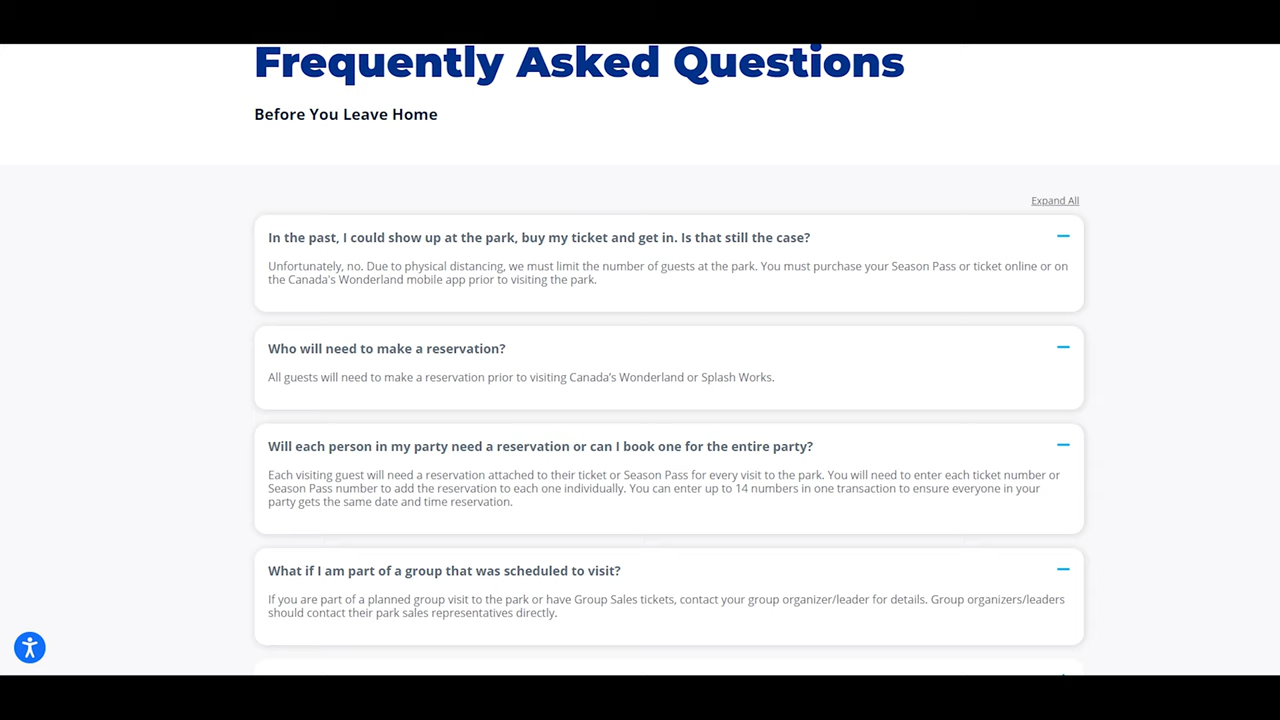 Frequently Asked Questions
Before You Leave Home
Expand All
In the past, I could show up at the park, buy my ticket and get in. Is that still the case?
Unfortunately, no. Due to physical distancing, we must limit the number of guests at the park. You must purchase your Season Pass or ticket online or on
the Canada's Wonderland mobile app prior to visiting the park.
Who will need to make a reservation?
All guests will need to make a reservation prior to visiting Canada's Wonderland or Splash Works.
Will each person in my party need a reservation or can I book one for the entire party?
Each visiting guest will need a reservation attached to their ticket or Season Pass for every visit to the park. You will need to enter each ticket number or
Season Pass number to add the reservation to each one individually. You can enter up to 14 numbers in one transaction to ensure everyone in your
party gets the same date and time reservation.
What if I am part of a group that was scheduled to visit?
If you are part of a planned group visit to the park or have Group Sales tickets, contact your group organizer/leader for details. Group organizers/leaders
should contact their park sales representatives directly.